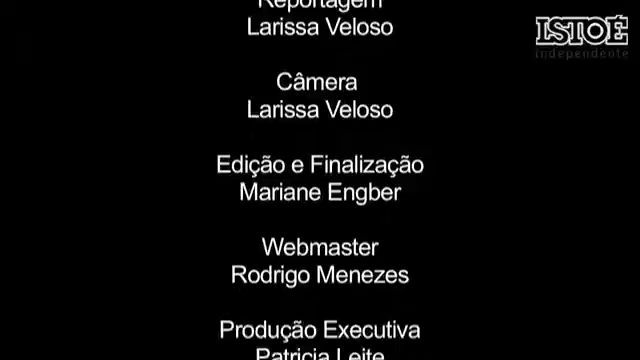 Reportagem
Larissa Veloso
ISTOÉ
independente
Câmera
Larissa Veloso
Edição e Finalização
Mariane Engber
Webmaster
Rodrigo Menezes
Produção Executiva
Patricia Leite